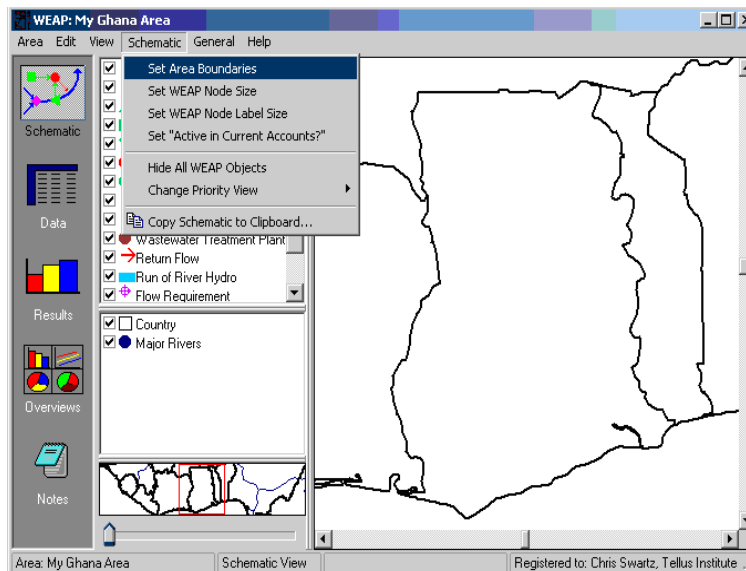 WEAP: My Ghana Area
Area Edit View Schematic General Help
Set Area Boundaries
Set WEAP Node Size
Set WEAP Node Label Size
Set "Active in Current Accounts?"
Hide All WEAP Objects
Change Priority View
Copy Schematic to Clipboard...
Wastewater Treatment Plant
Return Flow
Run of River Hydro
Flow Requirement
Country
Major Rivers
Schematic
Data
Results
Overviews
Notes
Area: My Ghana Area
Schematic View
Registered to: Chris Swartz, Tellus Institute